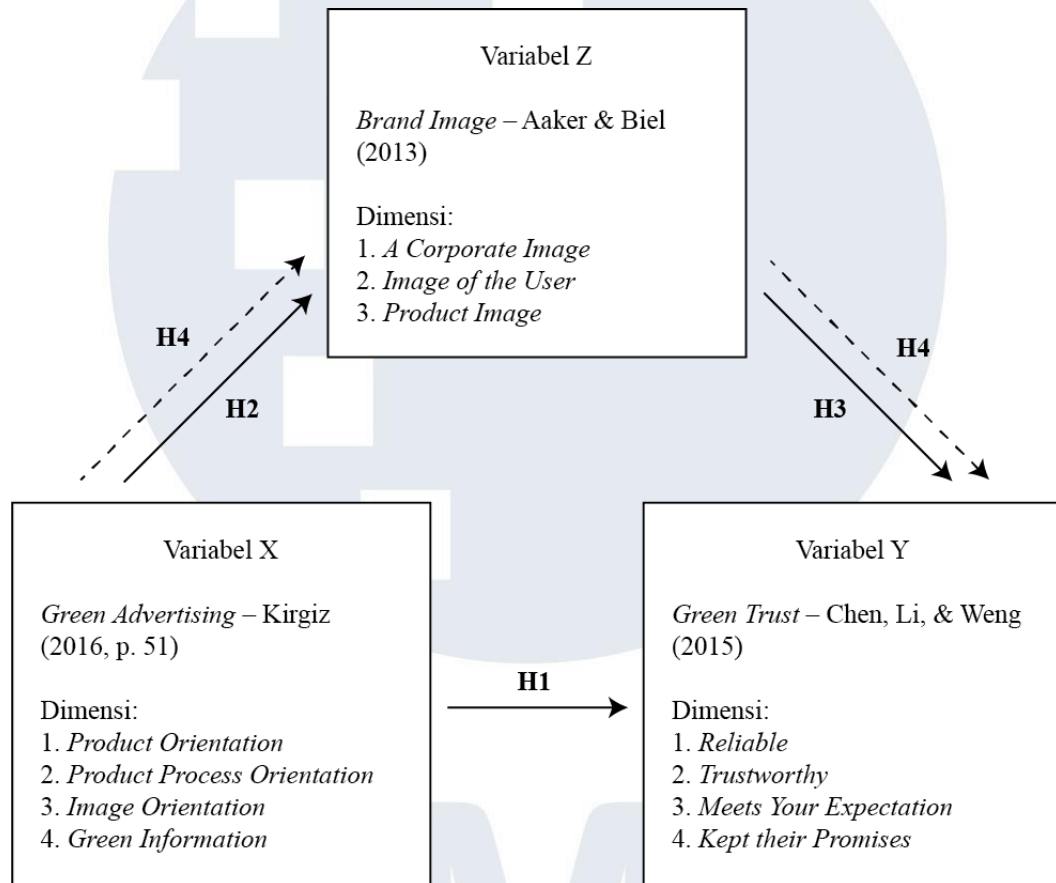 Variabel Z
Brand Image – Aaker & Biel
(2013)
Dimensi:
1. A Corporate Image
2. Image of the User
3. Product Image
H4
H2
H4
H3
Variabel X
Green Advertising – Kirgiz
(2016, p. 51)
Dimensi:
1. Product Orientation
2. Product Process Orientation
3. Image Orientation
4. Green Information
H1
Variabel Y
Green Trust – Chen, Li, & Weng
(2015)
Dimensi:
1. Reliable
2. Trustworthy
3. Meets Your Expectation
4. Kept their Promises